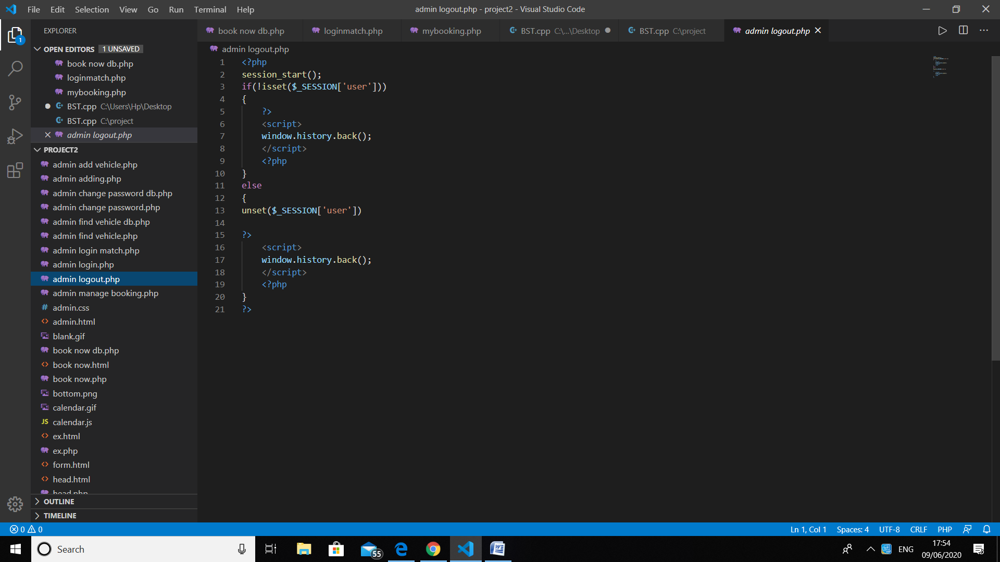 File Edit Selection View Go Run Terminal Help
admin logout.php - project2 - Visual Studio Code
EXPLORER
1
OPEN EDITORS 1 UNSAVED
book now db.php
loginmatch.php
mybooking.php
BST.cpp C:\Users\Hp\Desktop
BST.cpp C:\project
admin logout.php
PROJECT2
admin add vehicle.php
admin adding.php
admin change password db.php
admin change password.php
admin find vehicle db.php
admin find vehicle.php
admin login match.php
admin login.php
admin logout.php
admin manage booking.php
# admin.css
<> admin.html
blank.gif
book now db.php
<> book now.html
book now.php
bottom.png
calendar.gif
JS calendar.js
<> ex.html
ex.php
<> form.html
<> head.html
head.php
OUTLINE
TIMELINE
book now db.php loginmatch.php mybooking.php BST.cpp C:\...\Desktop BST.cpp C:\project admin logout.php
admin logout.php
1 <?php
2 session_start();
3 if(!isset($_SESSION['user']))
4 {
5 ?>
6 <script>
7 window.history.back();
8 </script>
9 <?php
10 }
11 else
12 {
13 unset($_SESSION['user'])
14
15 ?>
16 <script>
17 window.history.back();
18 </script>
19 <?php
20 }
21 ?>
0 0 Ln 1, Col 1 Spaces: 4 UTF-8 CRLF PHP
Search 55 ENG 17:54
09/06/2020